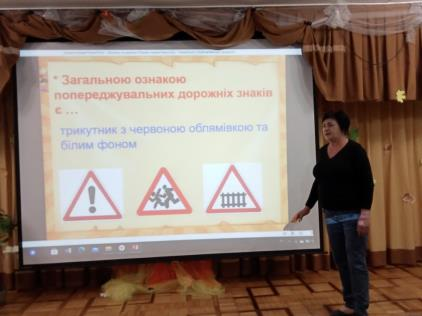 * Загальною ознакою
попереджувальних дорожніх знаків
є ...
трикутник з червоною облямівкою та
білим фоном